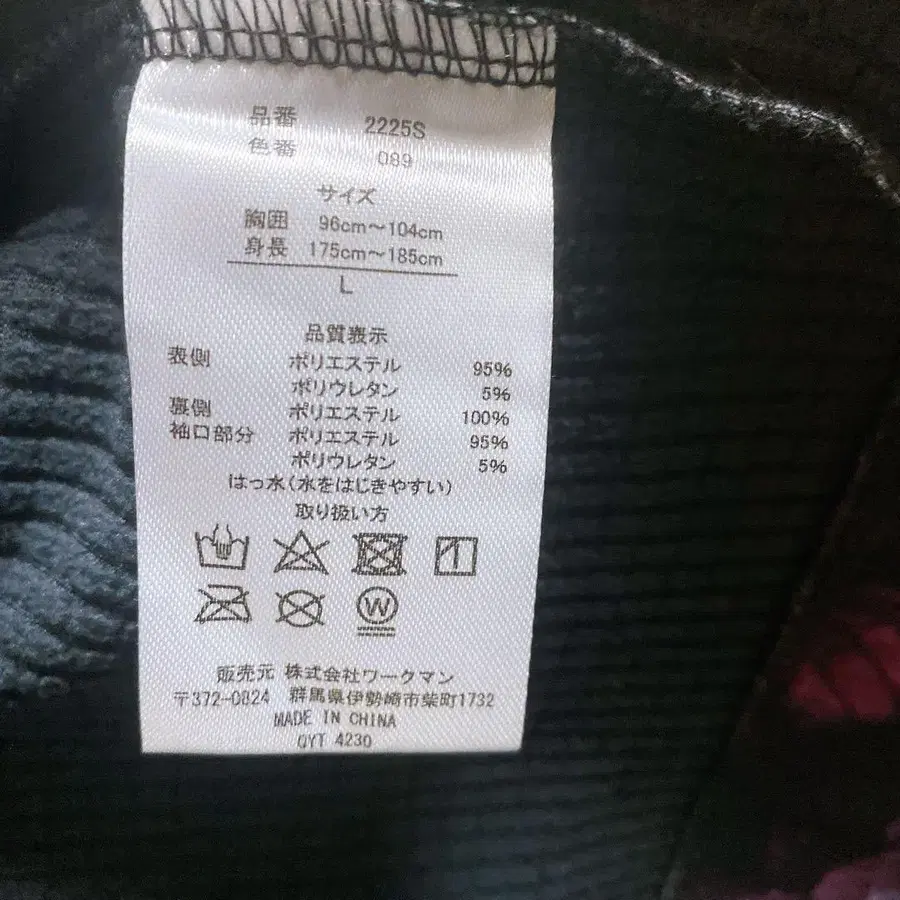 品番 2225S
色番 089
サイズ
胸囲 96cm～104cm
身長 175cm～185cm
L
品質表示
表側 ポリエステル 95%
ポリウレタン 5%
裏側 ポリエステル 100%
袖口部分 ポリエステル 95%
ポリウレタン 5%
はっ水(水をはじきやすい)
取り扱い方
W
販売元 株式会社ワークマン
〒372-0824 群馬県伊勢崎市柴町1732
MADE IN CHINA
QYT 4230